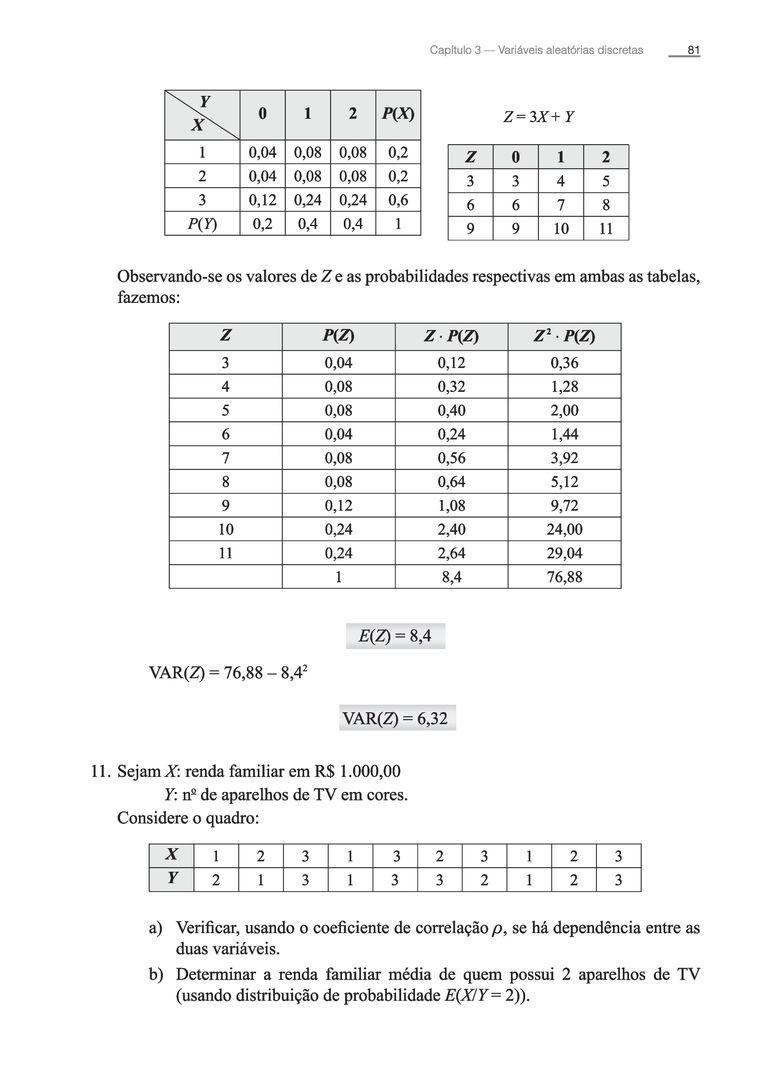 Capítulo 3 — Variáveis aleatórias discretas 81
Y
X 0 1 2 P(X)
1 0,04 0,08 0,08 0,2
2 0,04 0,08 0,08 0,2
3 0,12 0,24 0,24 0,6
P(Y) 0,2 0,4 0,4 1
Z = 3X + Y
Z 0 1 2
3 3 4 5
6 6 7 8
9 9 10 11
Observando-se os valores de Z e as probabilidades respectivas em ambas as tabelas,
fazemos:
Z P(Z) Z · P(Z) Z² · P(Z)
3 0,04 0,12 0,36
4 0,08 0,32 1,28
5 0,08 0,40 2,00
6 0,04 0,24 1,44
7 0,08 0,56 3,92
8 0,08 0,64 5,12
9 0,12 1,08 9,72
10 0,24 2,40 24,00
11 0,24 2,64 29,04
1 8,4 76,88
E(Z) = 8,4
VAR(Z) = 76,88 – 8,4²
VAR(Z) = 6,32
11. Sejam X: renda familiar em R$ 1.000,00
Y: nº de aparelhos de TV em cores.
Considere o quadro:
X 1 2 3 1 3 2 3 1 2 3
Y 2 1 3 1 3 3 2 1 2 3
a) Verificar, usando o coeficiente de correlação ρ, se há dependência entre as
duas variáveis.
b) Determinar a renda familiar média de quem possui 2 aparelhos de TV
(usando distribuição de probabilidade E(X/Y = 2)).